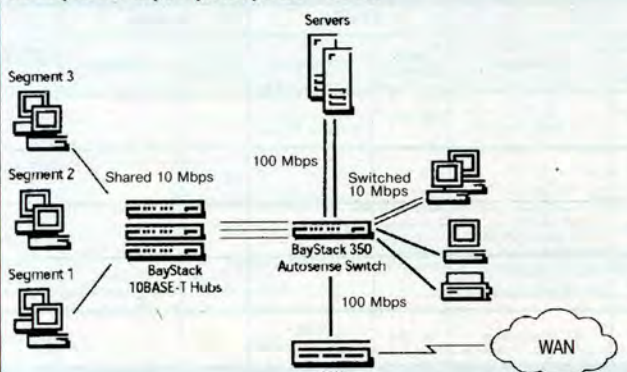 Servers
Segment 3
100 Mbps
Shared 10 Mbps
Switched
10 Mbps
Segment 2
BayStack 350
Autosense Switch
BayStack
10BASE-T Hubs
Segment 1
100 Mbps
WAN